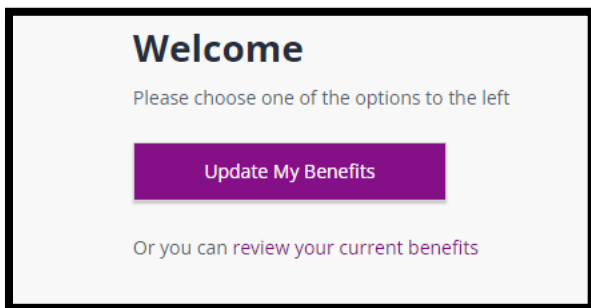 Welcome
Please choose one of the options to the left
Update My Benefits
Or you can review your current benefits